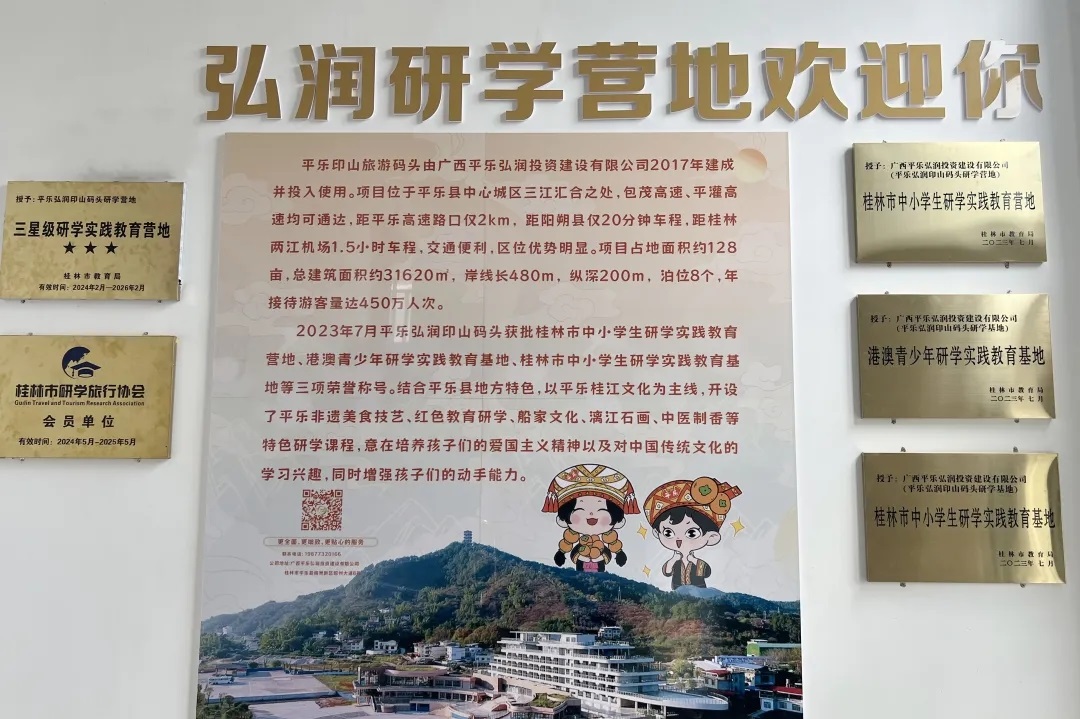 弘润研学营地欢迎你
授予：平乐弘润印山码头研学营地
三星级研学实践教育营地
★★★
桂林市教育局
有效时间：2024年2月—2026年2月
桂林市研学旅行协会
Guilin Travel and Tourism Research Association
会员单位
有效时间：2024年5月-2025年5月
平乐印山旅游码头由广西平乐弘润投资建设有限公司2017年建成
并投入使用。项目位于平乐县中心城区三江汇合之处，包茂高速、平灌高
速均可通达，距平乐高速路口仅2km，距阳朔县仅20分钟车程，距桂林
两江机场1.5小时车程，交通便利，区位优势明显。项目占地面积约128
亩，总建筑面积约31620㎡，岸线长480m，纵深200m，泊位8个，年
接待游客量达450万人次。
2023年7月平乐弘润印山码头获批桂林市中小学生研学实践教育
营地、港澳青少年研学实践教育基地、桂林市中小学生研学实践教育基
地等三项荣誉称号。结合平乐县地方特色，以平乐桂江文化为主线，开设
了平乐非遗美食技艺、红色教育研学、船家文化、漓江石画、中医制香等
特色研学课程，意在培养孩子们的爱国主义精神以及对中国传统文化的
学习兴趣，同时增强孩子们的动手能力。
更全面、更细致、更贴心的服务
公司地址:广西平乐弘润投资建设有限公司
授予：广西平乐弘润投资建设有限公司
(平乐弘润印山码头研学营地)
桂林市中小学生研学实践教育营地
桂林市教育局
二〇二三年七月
授予：广西平乐弘润投资建设有限公司
(平乐弘润印山码头研学基地)
港澳青少年研学实践教育基地
桂林市教育局
二〇二三年七月
授予：广西平乐弘润投资建设有限公司
(平乐弘润印山码头研学基地)
桂林市中小学生研学实践教育基地
桂林市教育局
二〇二三年七月